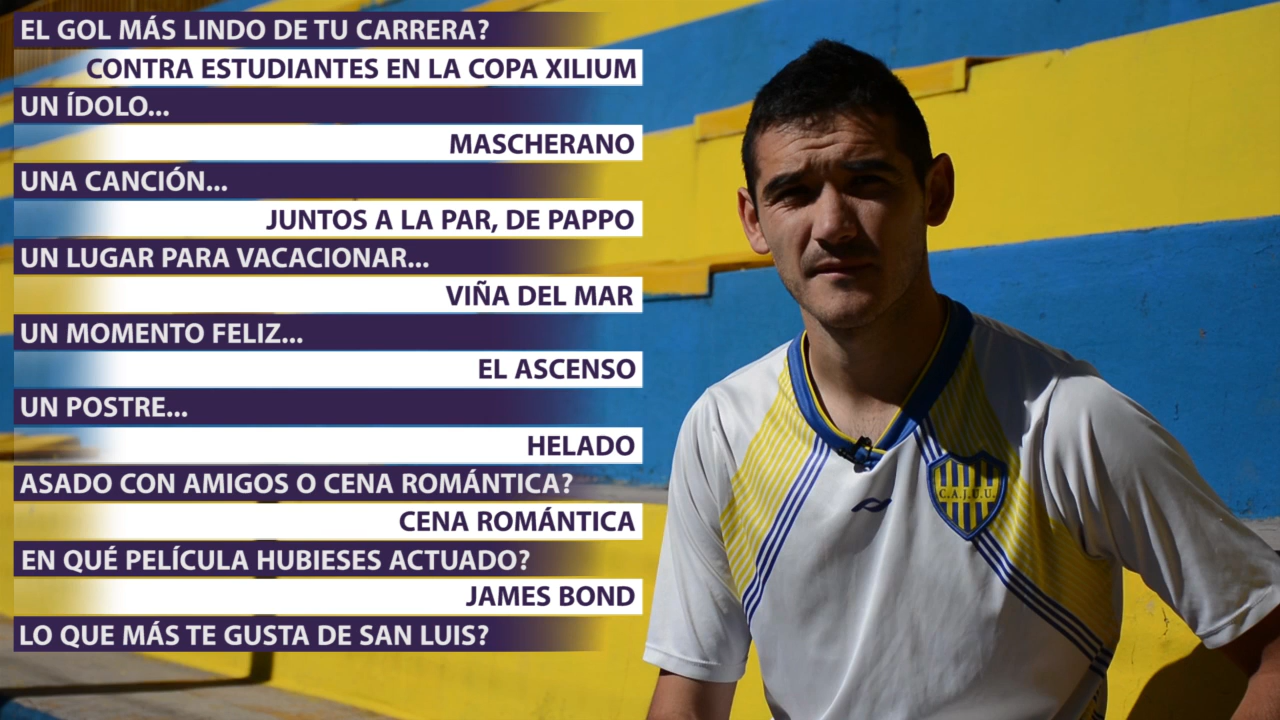 EL GOL MÁS LINDO DE TU CARRERA?
CONTRA ESTUDIANTES EN LA COPA XILIUM
UN ÍDOLO...
MASCHERANO
UNA CANCIÓN...
JUNTOS A LA PAR, DE PAPPO
UN LUGAR PARA VACACIONAR...
VIÑA DEL MAR
UN MOMENTO FELIZ...
EL ASCENSO
UN POSTRE...
HELADO
ASADO CON AMIGOS O CENA ROMÁNTICA?
CENA ROMÁNTICA
EN QUÉ PELÍCULA HUBIESES ACTUADO?
JAMES BOND
LO QUE MÁS TE GUSTA DE SAN LUIS?
C.A.J.U.U.